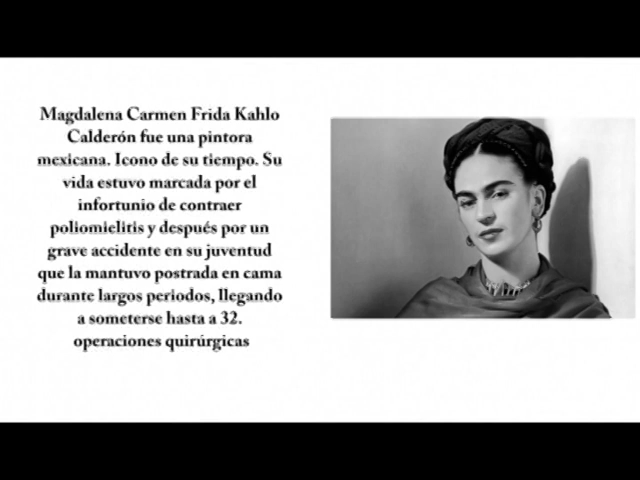 Magdalena Carmen Frida Kahlo
Calderón fue una pintora
mexicana. Icono de su tiempo. Su
vida estuvo marcada por el
infortunio de contraer
poliomielitis y después por un
grave accidente en su juventud
que la mantuvo postrada en cama
durante largos periodos, llegando
a someterse hasta a 32.
operaciones quirúrgicas